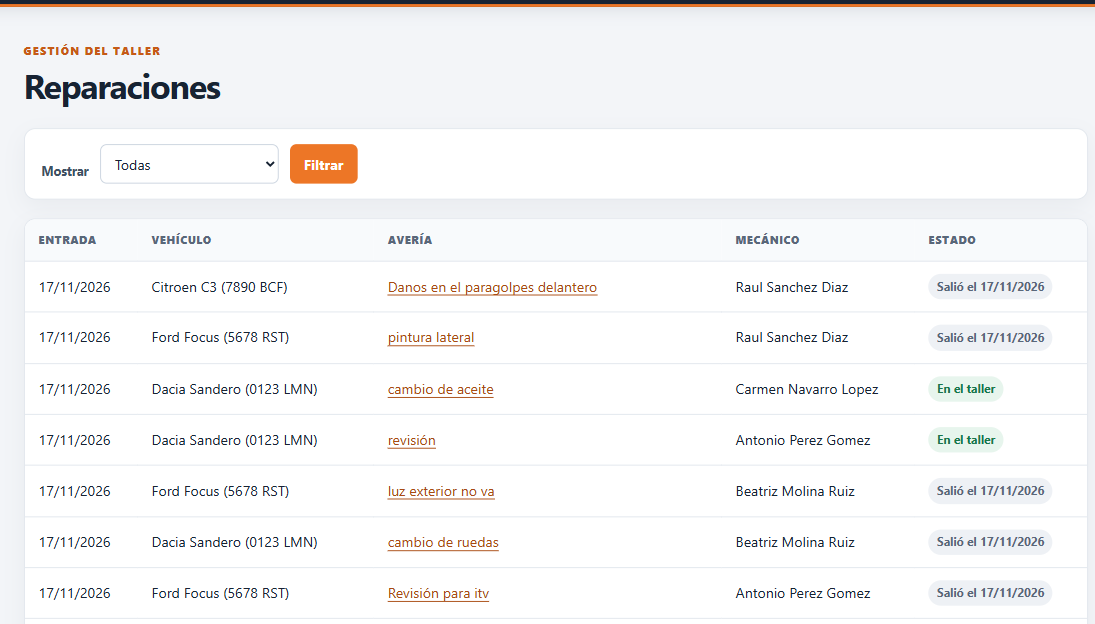 GESTIÓN DEL TALLER
Reparaciones
Mostrar Todas Filtrar
ENTRADA VEHÍCULO AVERÍA MECÁNICO ESTADO
17/11/2026 Citroen C3 (7890 BCF) Danos en el paragolpes delantero Raul Sanchez Diaz Salió el 17/11/2026
17/11/2026 Ford Focus (5678 RST) pintura lateral Raul Sanchez Diaz Salió el 17/11/2026
17/11/2026 Dacia Sandero (0123 LMN) cambio de aceite Carmen Navarro Lopez En el taller
17/11/2026 Dacia Sandero (0123 LMN) revisión Antonio Perez Gomez En el taller
17/11/2026 Ford Focus (5678 RST) luz exterior no va Beatriz Molina Ruiz Salió el 17/11/2026
17/11/2026 Dacia Sandero (0123 LMN) cambio de ruedas Beatriz Molina Ruiz Salió el 17/11/2026
17/11/2026 Ford Focus (5678 RST) Revisión para itv Antonio Perez Gomez Salió el 17/11/2026